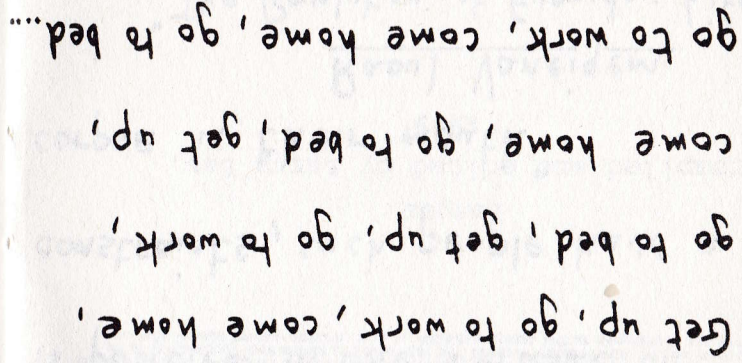 Get up, go to work, come home,
go to bed, get up, go to work,
come home, go to bed, get up,
go to work, come home, go to bed.....